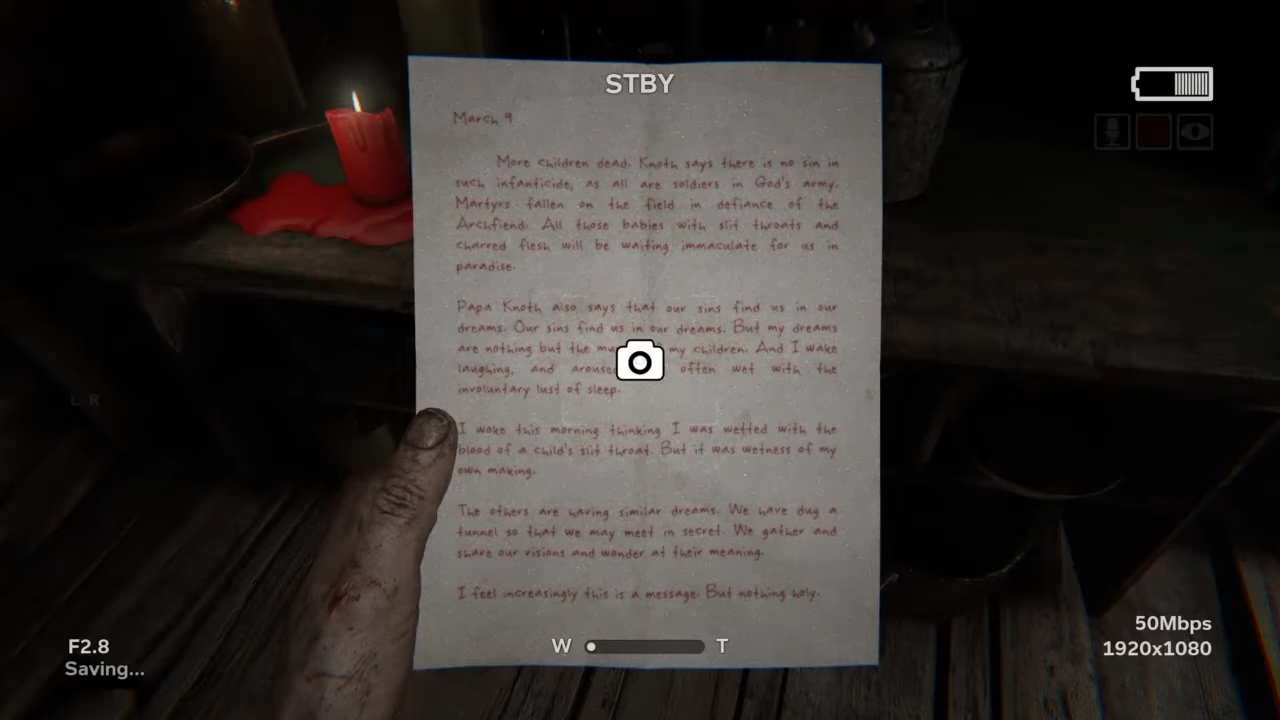 STBY
March 9
More children dead. Knoth says there is no sin in
such infanticide, as all are soldiers in God's army.
Martyrs fallen on the field in defiance of the
Archfiend. All those babies with slit throats and
charred flesh will be waiting immaculate for us in
paradise.
Papa Knoth also says that our sins find us in our
dreams. Our sins find us in our dreams. But my dreams
are nothing but the my children. And I wake
laughing, and often wet with the
involuntary lust of sleep.
I woke this morning thinking I was wetted with the
blood of a child's slit throat. But it was wetness of my
own making.
The others are having similar dreams. We have dug a
tunnel so that we may meet in secret. We gather and
share our visions and wonder at their meaning.
I feel increasingly this is a message. But nothing holy.
L R
F2.8
Saving...
W T
50Mbps
1920x1080